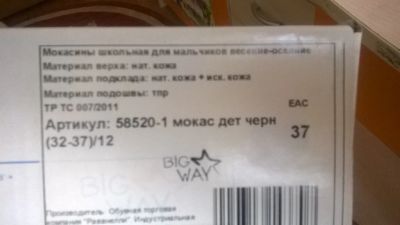 Мокасины школьная для мальчиков весенне-осенние
Материал верха: нат. кожа
Материал подклада: нат. кожа + иск. кожа
Материал подошвы: тпр
ТР ТС 007/2011
EAC
Артикул: 58520-1 мокас дет черн
(32-37)/12
37
BIG
WAY
Производитель: Обувная торговая
компания "Раванелли". Индустриальная